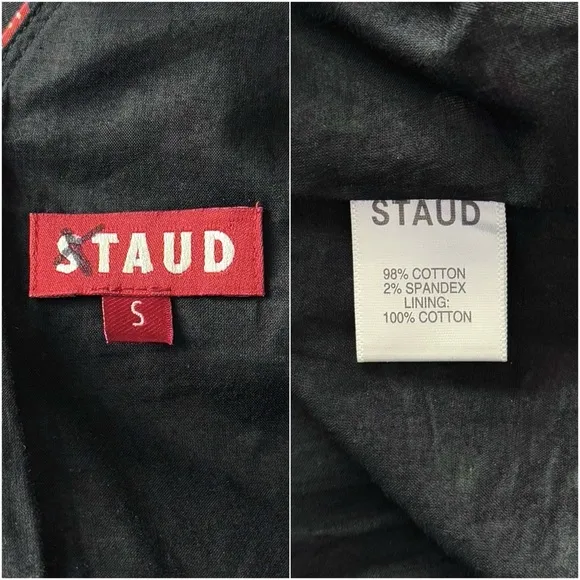 STAUD
S
STAUD
98% COTTON
2% SPANDEX
LINING:
100% COTTON